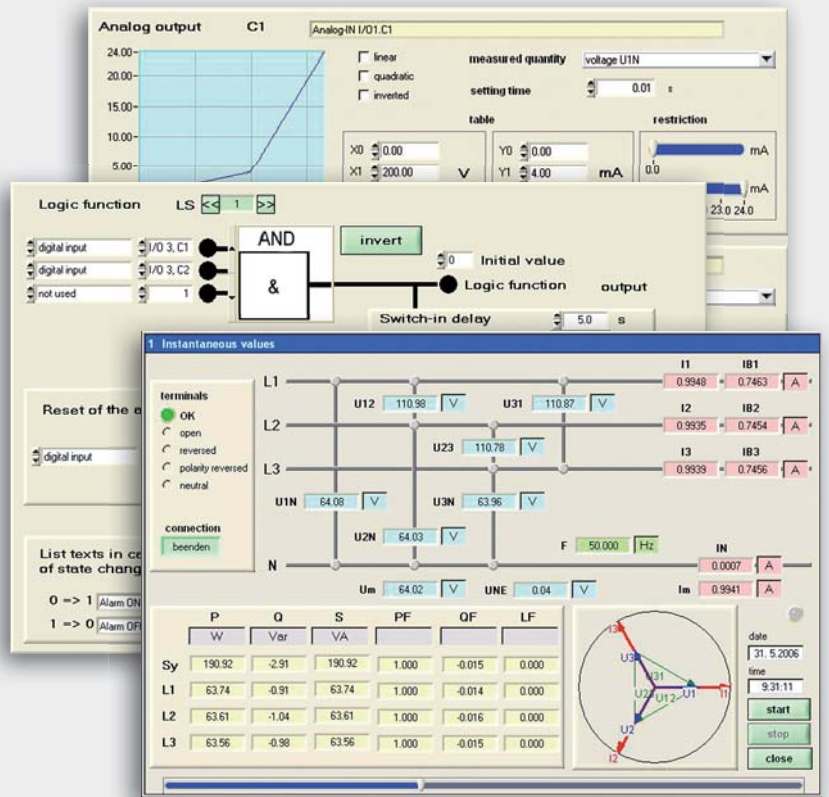 Analog output C1 Analog-IN I/O1.C1
24.00
20.00
15.00
10.00
5.00
linear
quadratic
inverted
measured quantity voltage U1N
setting time 0.01 s
table restriction
X0 0.00 Y0 0.00 mA
X1 200.00 V Y1 4.00 mA 0.0
mA
23.0 24.0
Logic function LS << 1 >>
digital input I/O 3, C1
digital input I/O 3, C2
not used 1
AND
&
invert
0 Initial value
Logic function output
Switch-in delay 5.0 s
Reset of the
digital input
List texts in
of state
0 => 1 Alarm ON
1 => 0 Alarm OFF
1 Instantaneous values
terminals
OK
open
reversed
polarity reversed
neutral
connection
beenden
L1
L2
L3
N
I1 IB1
0.9948 0.7463 A
I2 IB2
0.9935 0.7454 A
I3 IB3
0.9939 0.7456 A
U12 110.98 V U31 110.87 V
U23 110.78 V
U1N 64.08 V U3N 63.96 V
U2N 64.03 V
F 50.000 Hz IN
0.0007 A
Um 64.02 V UNE 0.04 V Im 0.9941 A
P Q S PF QF LF
W Var VA
Sy 190.92 -2.91 190.92 1.000 -0.015 0.000
L1 63.74 -0.91 63.74 1.000 -0.014 0.000
L2 63.61 -1.04 63.61 1.000 -0.016 0.000
L3 63.56 -0.98 63.56 1.000 -0.015 0.000
I3
U3
U31
U23 U12 U1 I1
U2
I2
date
31. 5.2006
time
9:31:11
start
stop
close